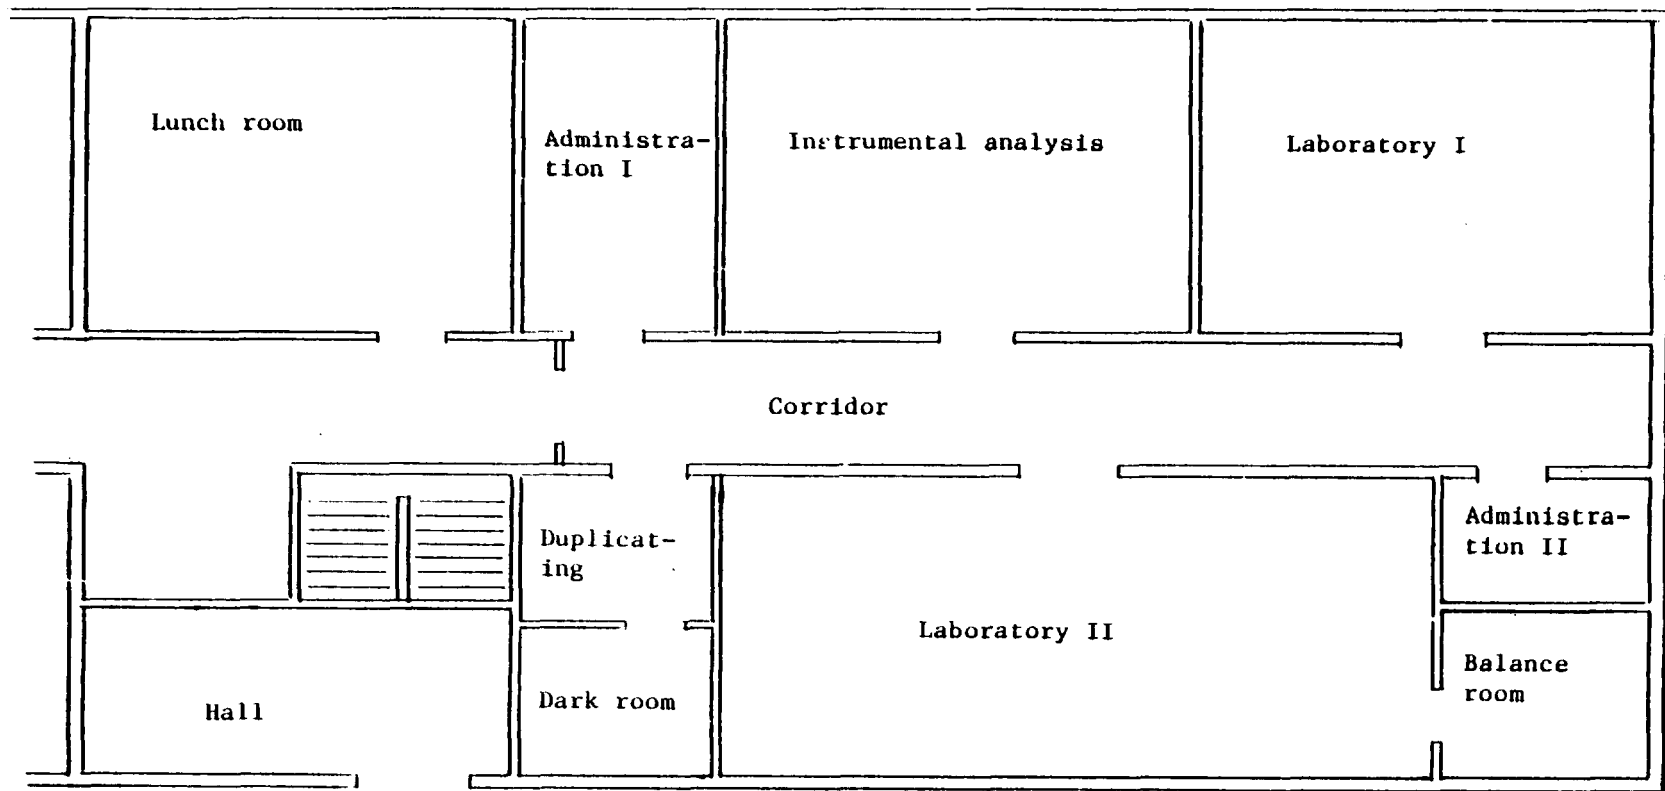 Lunch room
Administra-
tion I
Instrumental analysis
Laboratory I
Corridor
Duplicat-
ing
Administra-
tion II
Laboratory II
Balance
room
Hall
Dark room